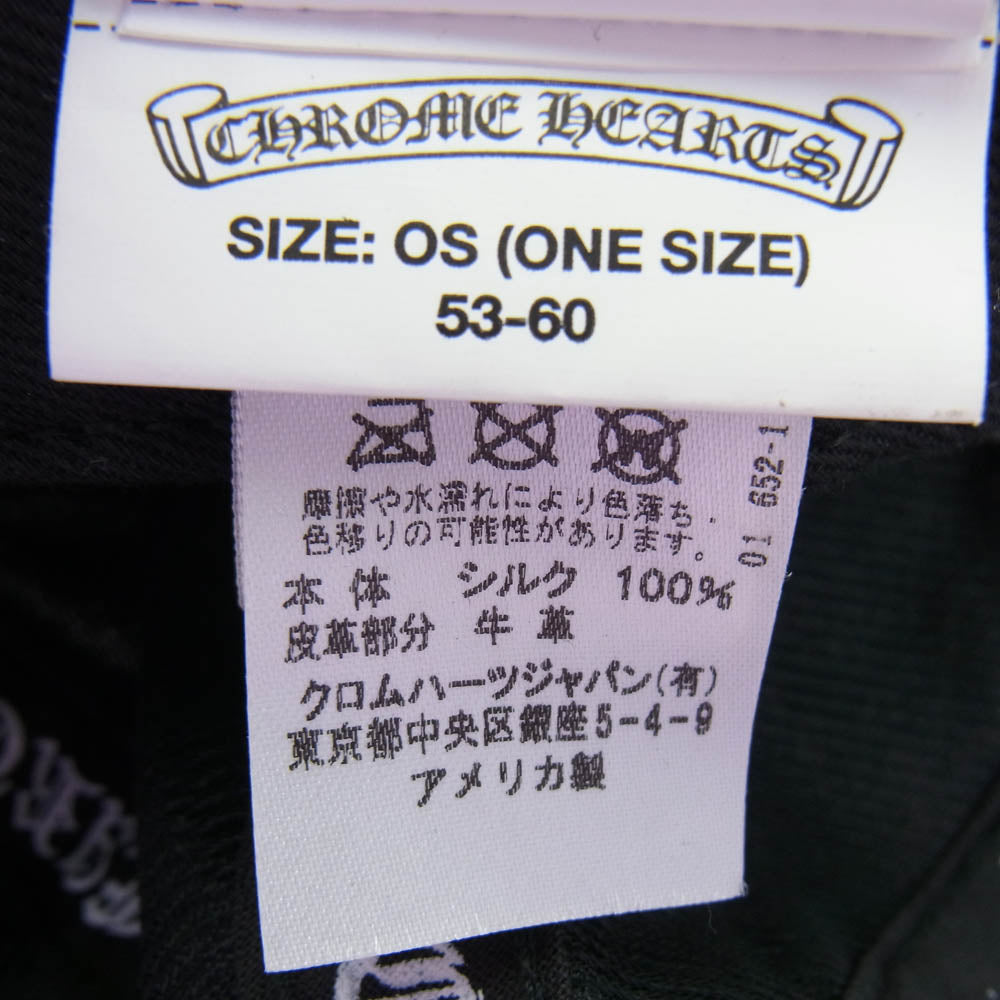 CHROME HEARTS
SIZE: OS (ONE SIZE)
53-60
摩擦や水濡れにより色落ち・
色移りの可能性があります。
本体 シルク 100%
皮革部分 牛革
クロムハーツジャパン(有)
東京都中央区銀座5-4-9
アメリカ製
01 652-1